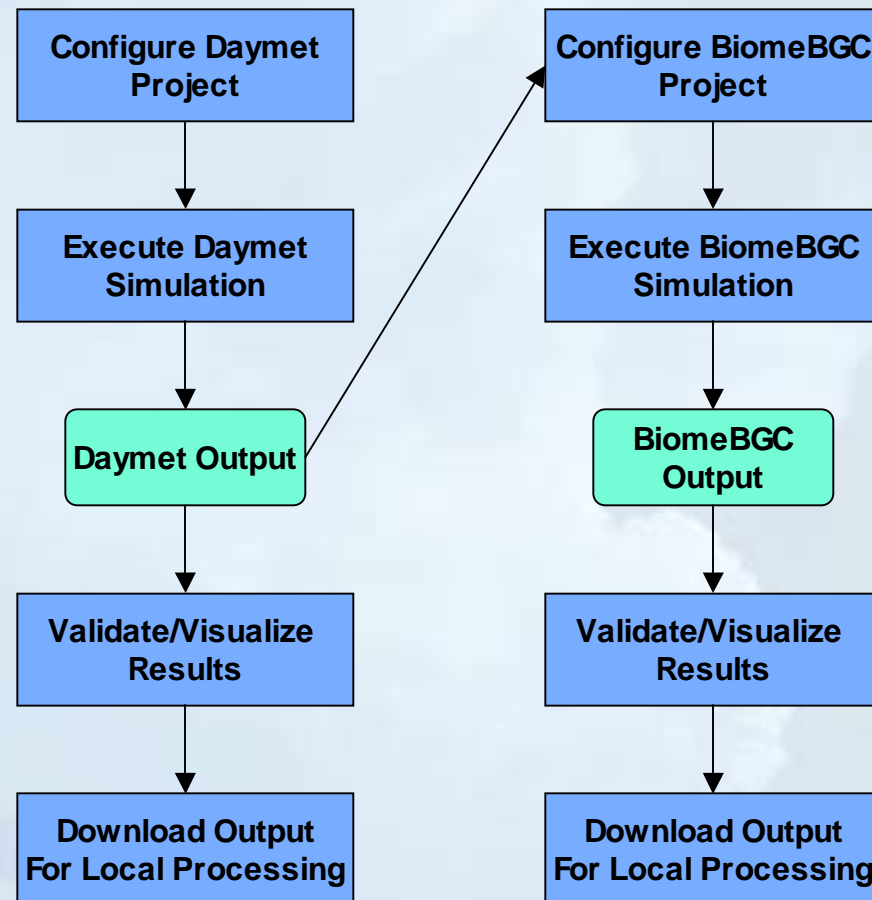 Configure Daymet
Project
Execute Daymet
Simulation
Daymet Output
Validate/Visualize
Results
Download Output
For Local Processing
Configure BiomeBGC
Project
Execute BiomeBGC
Simulation
BiomeBGC
Output
Validate/Visualize
Results
Download Output
For Local Processing